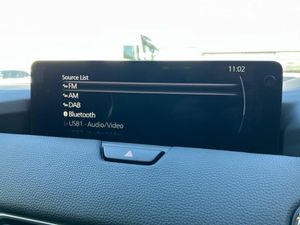 11:02
Source List
FM
AM
DAB
Bluetooth
USB1 - Audio/Video